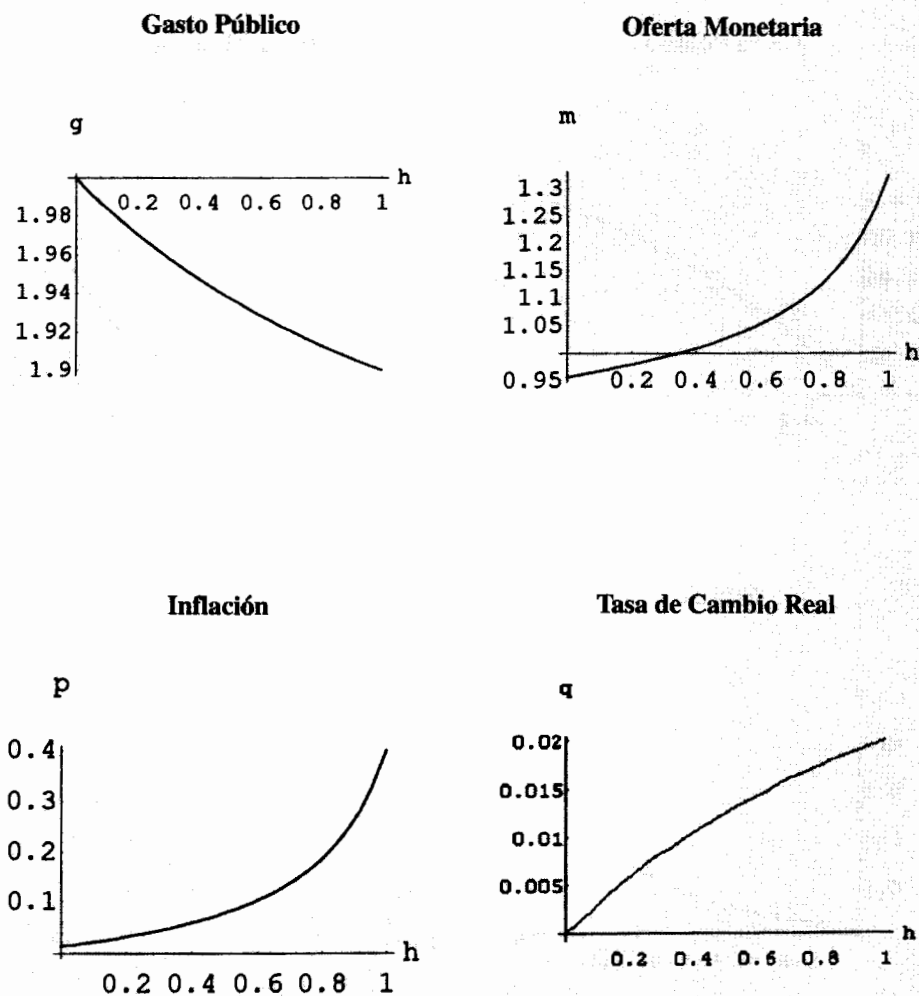 Gasto Público
g
h
0.2 0.4 0.6 0.8 1
1.98
1.96
1.94
1.92
1.9
Oferta Monetaria
m
1.3
1.25
1.2
1.15
1.1
1.05
h
0.95
0.2 0.4 0.6 0.8 1
Inflación
p
0.4
0.3
0.2
0.1
h
0.2 0.4 0.6 0.8 1
Tasa de Cambio Real
q
0.02
0.015
0.01
0.005
h
0.2 0.4 0.6 0.8 1